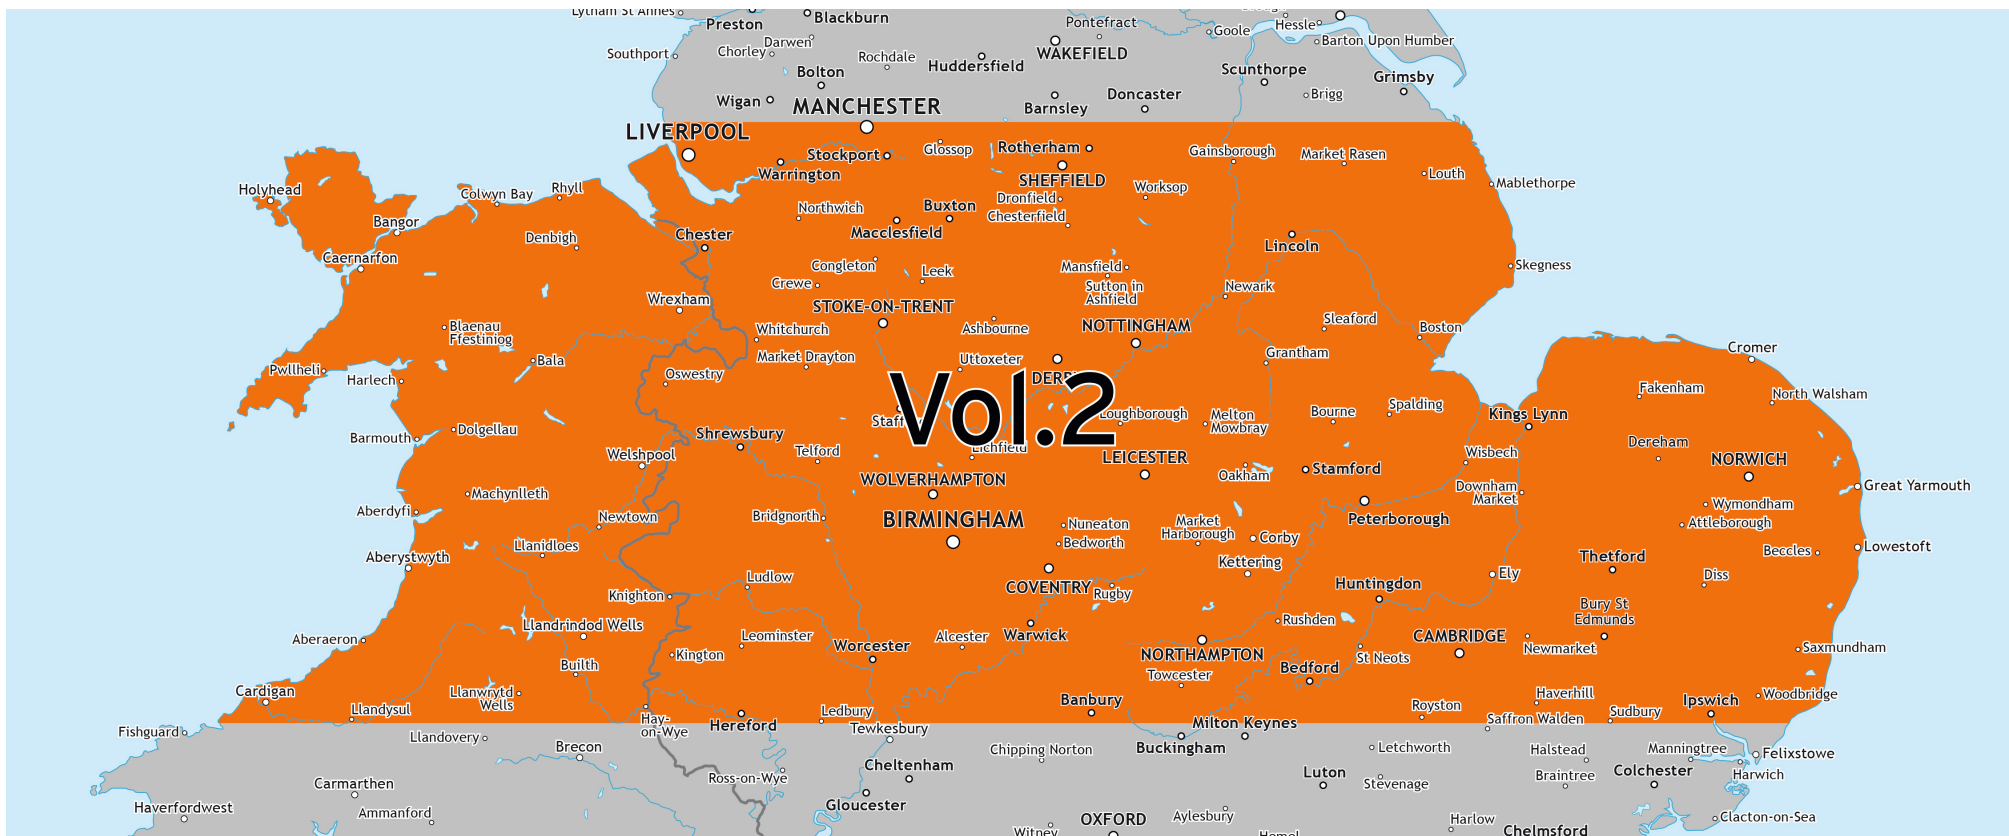 Lytham St Annes
Preston
Blackburn
Pontefract
Goole
Hessle
Barton Upon Humber
Southport
Chorley
Darwen
Rochdale
Huddersfield
WAKEFIELD
Bolton
Scunthorpe
Grimsby
Wigan
MANCHESTER
Barnsley
Doncaster
Brigg
LIVERPOOL
Stockport
Glossop
Rotherham
Gainsborough
Market Rasen
Warrington
SHEFFIELD
Louth
Mablethorpe
Holyhead
Colwyn Bay
Rhyll
Dronfield
Worksop
Northwich
Buxton
Chesterfield
Bangor
Macclesfield
Denbigh
Chester
Lincoln
Caernarfon
Congleton
Leek
Mansfield
Skegness
Crewe
Sutton in
Ashfield
Newark
Wrexham
STOKE-ON-TRENT
Blaenau
Ffestiniog
Whitchurch
Ashbourne
NOTTINGHAM
Sleaford
Boston
Market Drayton
Uttoxeter
Grantham
Cromer
Bala
Pwllheli
Harlech
Oswestry
DERB
Fakenham
North Walsham
Vol.2
Staff
Loughborough
Melton
Mowbray
Bourne
Spalding
Kings Lynn
Barmouth
Dolgellau
Shrewsbury
Dereham
Welshpool
Telford
Lichfield
LEICESTER
Oakham
Stamford
Wisbech
NORWICH
WOLVERHAMPTON
Machynlleth
Downham
Market
Great Yarmouth
Aberdyfi
Newtown
Bridgnorth
BIRMINGHAM
Nuneaton
Market
Harborough
Peterborough
Wymondham
Attleborough
Bedworth
Corby
Llanidloes
Aberystwyth
Kettering
Thetford
Beccles
Lowestoft
Ludlow
COVENTRY
Rugby
Huntingdon
Ely
Diss
Knighton
Bury St
Edmunds
Llandrindod Wells
Rushden
Aberaeron
Leominster
Worcester
Alcester
Warwick
CAMBRIDGE
Newmarket
Saxmundham
Kington
NORTHAMPTON
St Neots
Builth
Bedford
Towcester
Cardigan
Llanwrytd
Wells
Banbury
Haverhill
Ipswich
Woodbridge
Llandysul
Ledbury
Royston
Sudbury
Fishguard
Hay-
on-Wye
Hereford
Tewkesbury
Milton Keynes
Saffron Walden
Llandovery
Brecon
Chipping Norton
Buckingham
Letchworth
Halstead
Manningtree
Felixstowe
Carmarthen
Ross-on-Wye
Cheltenham
Luton
Stevenage
Braintree
Colchester
Harwich
Haverfordwest
Ammanford
Gloucester
OXFORD
Aylesbury
Harlow
Clacton-on-Sea
Witney
Hemel
Chelmsford